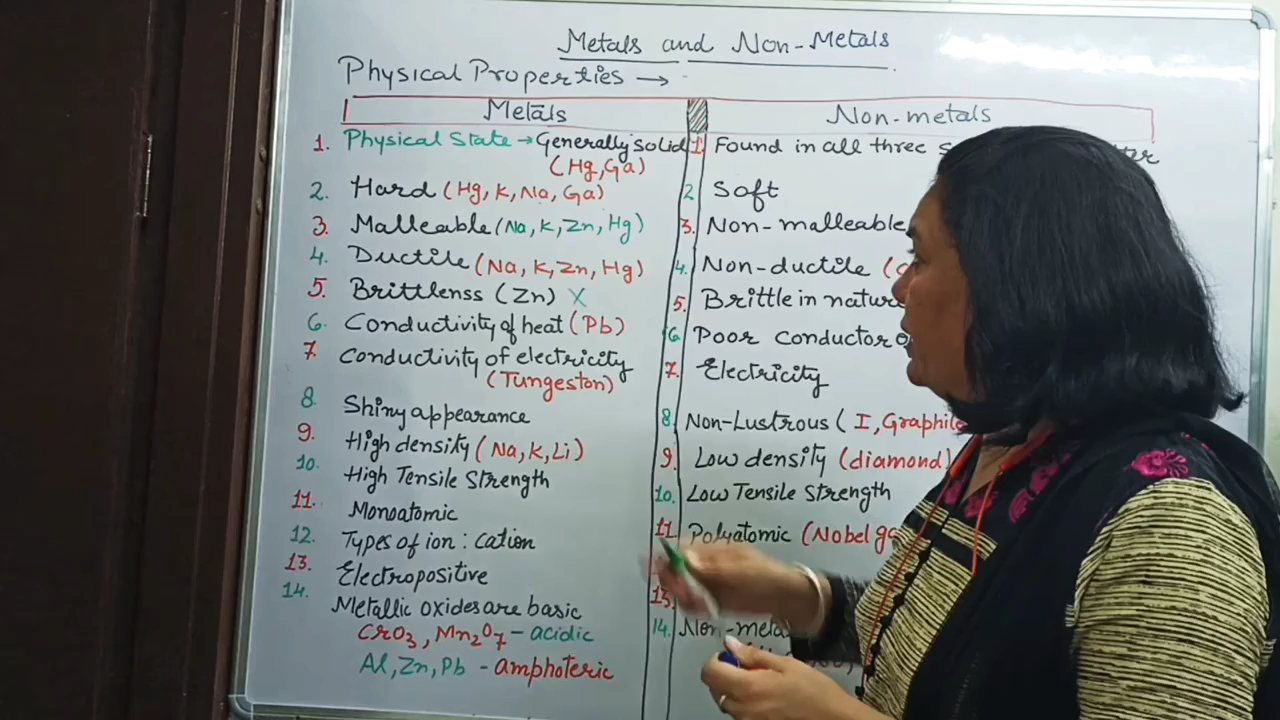 Metals and Non-Metals
Physical Properties →
Metals
Non-metals
1. Physical State → Generally solid
(Hg, Ga)
2. Hard (Hg, K, Na, Ga)
3. Malleable (Na, K, Zn, Hg)
4. Ductile (Na, K, Zn, Hg)
5. Brittlenss (Zn) X
6. Conductivity of heat (Pb)
7. Conductivity of electricity
(Tungeston)
8. Shiny appearance
9. High density (Na, K, Li)
10. High Tensile Strength
11. Monoatomic
12. Types of ion : Cation
13. Electropositive
14. Metallic oxides are basic
CrO3, Mn2O7 - acidic
Al, Zn, Pb - amphoteric
1. Found in all three
2 Soft
3. Non-malleable
4. Non-ductile
5. Brittle in nature
6. Poor conductor
7. Electricity
8. Non-Lustrous ( I, Graphite
9. Low density (diamond)
10. Low Tensile Strength
11. Polyatomic (Nobel
13.
14. Non-meta